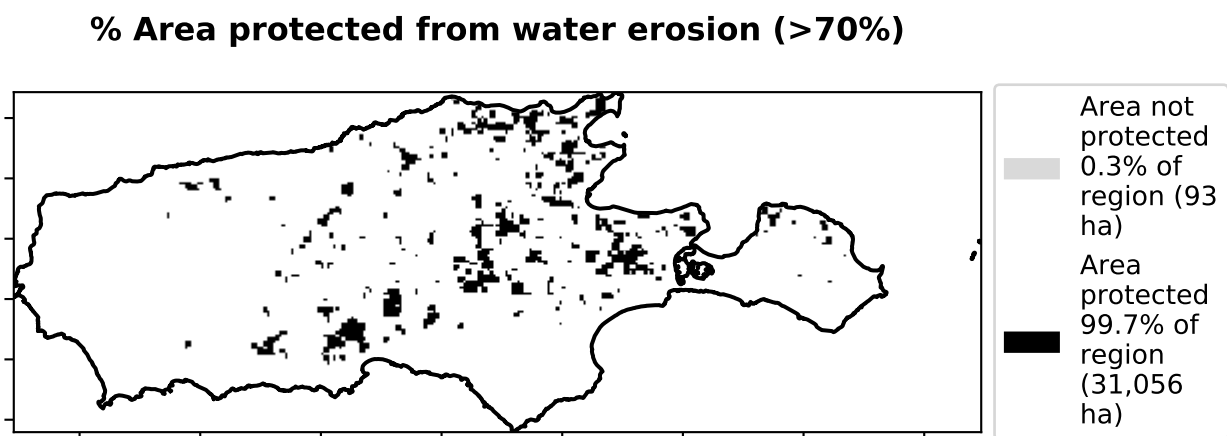 % Area protected from water erosion (>70%)
Area not
protected
0.3% of
region (93
ha)
Area
protected
99.7% of
region
(31,056
ha)